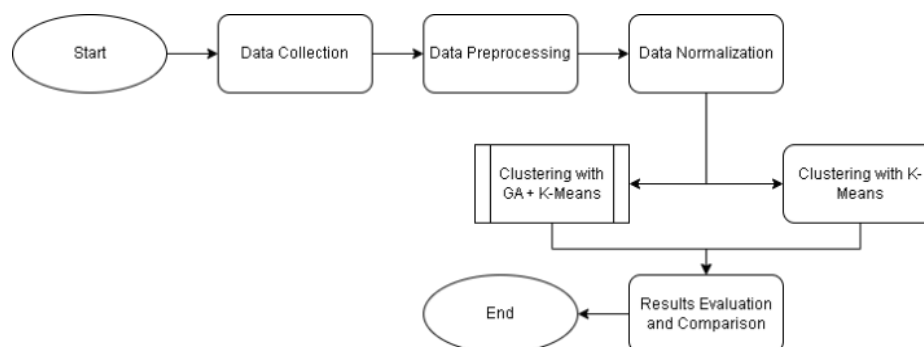 Start
Data Collection
Data Preprocessing
Data Normalization
Clustering with
GA + K-Means
Clustering with K-
Means
Results Evaluation
and Comparison
End